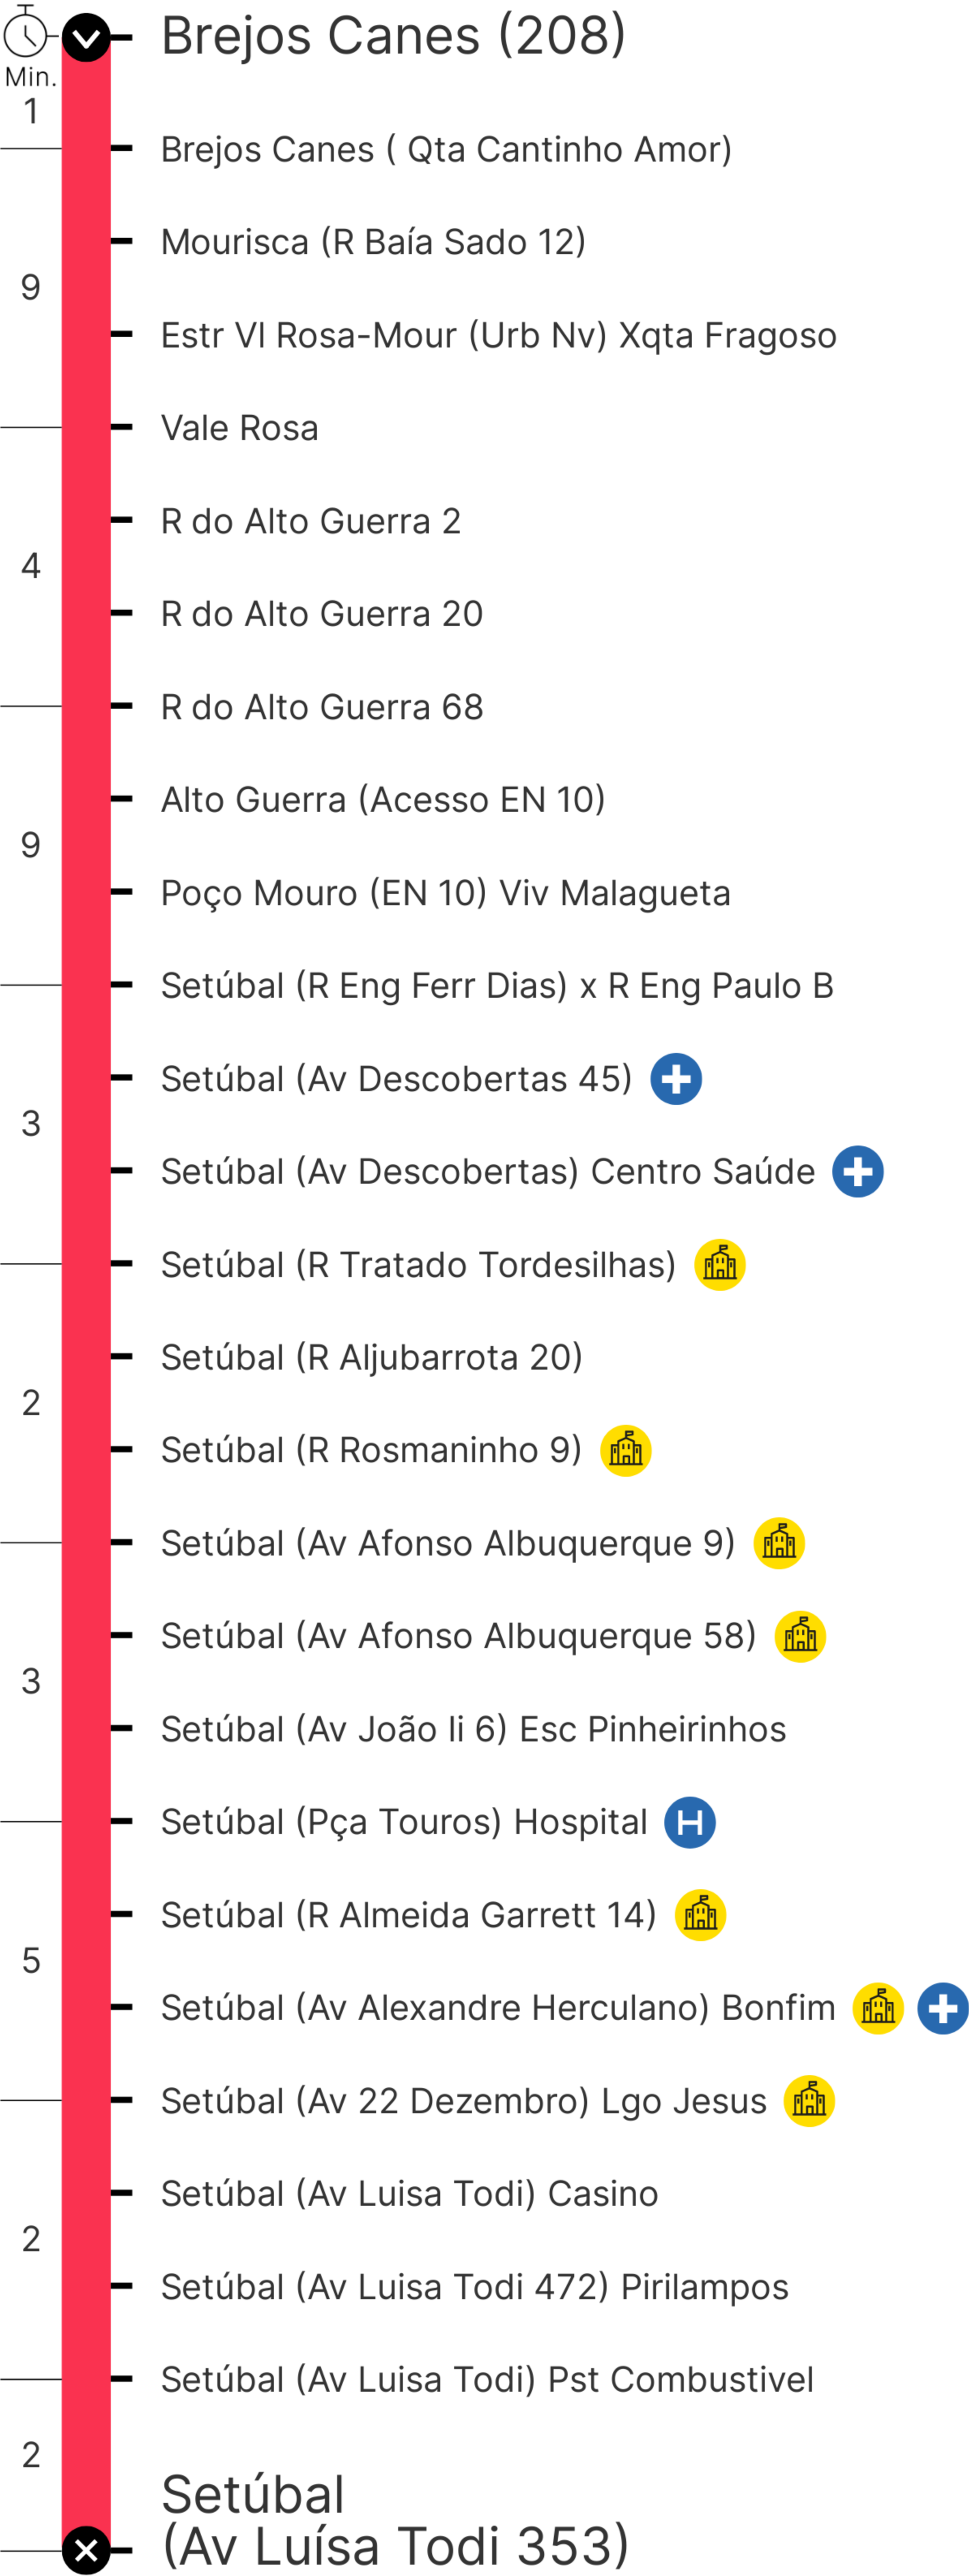 Brejos Canes (208)
Min.
1
Brejos Canes ( Qta Cantinho Amor)
Mourisca (R Baía Sado 12)
9
Estr Vl Rosa-Mour (Urb Nv) Xqta Fragoso
Vale Rosa
R do Alto Guerra 2
4
R do Alto Guerra 20
R do Alto Guerra 68
Alto Guerra (Acesso EN 10)
9
Poço Mouro (EN 10) Viv Malagueta
Setúbal (R Eng Ferr Dias) x R Eng Paulo B
Setúbal (Av Descobertas 45)
3
Setúbal (Av Descobertas) Centro Saúde
Setúbal (R Tratado Tordesilhas)
Setúbal (R Aljubarrota 20)
2
Setúbal (R Rosmaninho 9)
Setúbal (Av Afonso Albuquerque 9)
Setúbal (Av Afonso Albuquerque 58)
3
Setúbal (Av João Ii 6) Esc Pinheirinhos
Setúbal (Pça Touros) Hospital H
Setúbal (R Almeida Garrett 14)
5
Setúbal (Av Alexandre Herculano) Bonfim
Setúbal (Av 22 Dezembro) Lgo Jesus
Setúbal (Av Luisa Todi) Casino
2
Setúbal (Av Luisa Todi 472) Pirilampos
Setúbal (Av Luisa Todi) Pst Combustivel
2
Setúbal
(Av Luísa Todi 353)